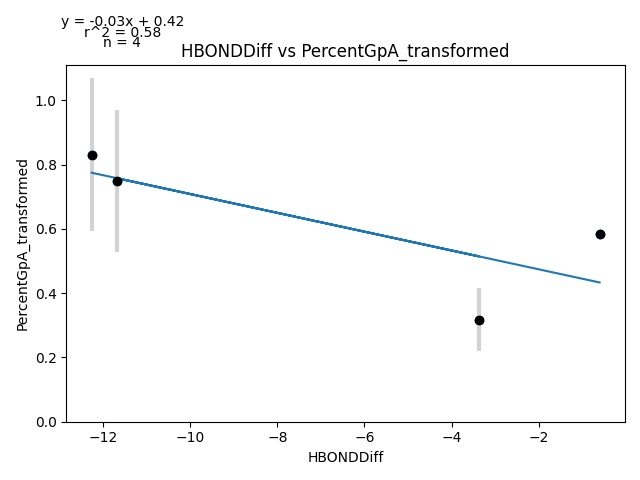 y = -0.03x + 0.42
r^2 = 0.58
n = 4
HBONDDiff vs PercentGpA_transformed
1.0
0.8
0.6
0.4
0.2
0.0
PercentGpA_transformed
−12
−10
−8
−6
−4
−2
HBONDDiff